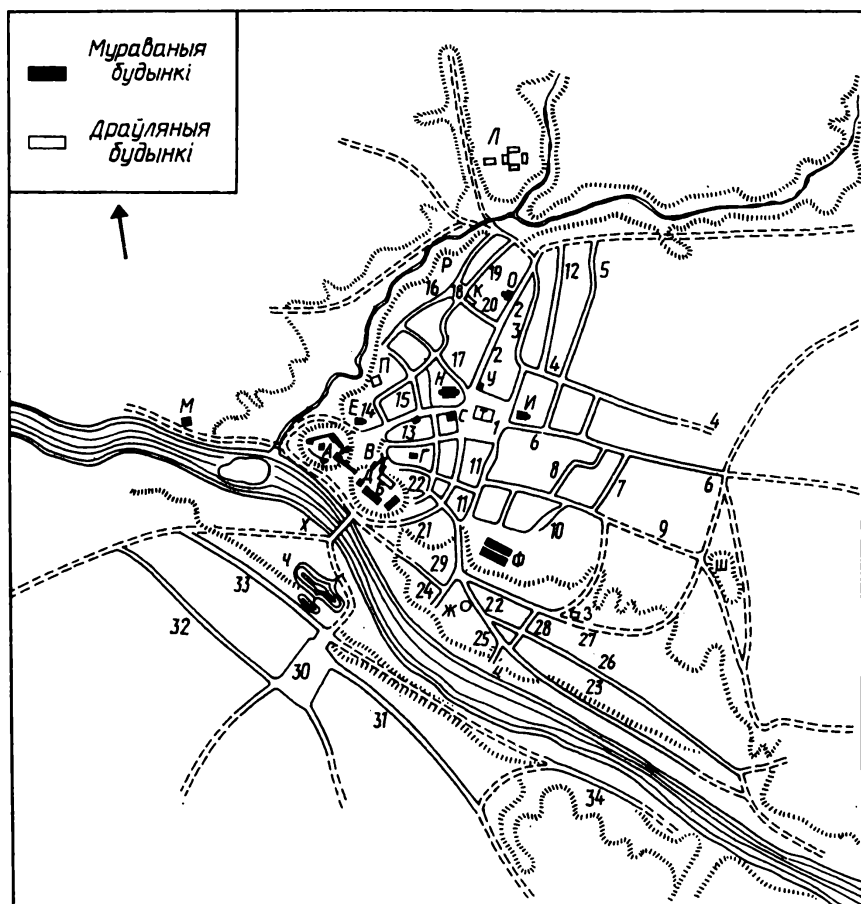 Мураваныя
будынкі
Драўляныя
будынкі
Л
Р
16
18
19
К
20
О
2
3
12
5
4
17
2
У
П
Н
И
4
М
Е
14
15
13
С
Т
1
6
А
В
Г
11
8
7
6
Д
Б
22
11
10
9
Х
21
Ф
Ш
Ч
29
24
Ж
22
З
33
25
28
27
32
26
23
30
31
34